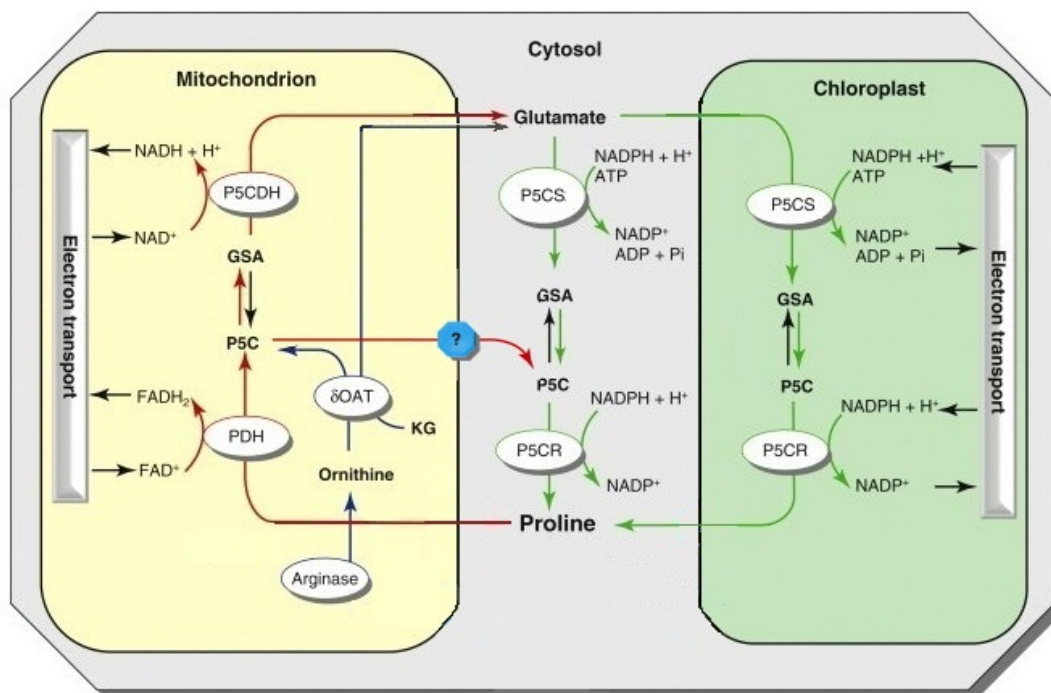 Cytosol
Mitochondrion
Chloroplast
Glutamate
NADH + H⁺
P5CDH
NAD⁺
GSA
P5C
Electron transport
FADH₂
PDH
FAD⁺
δOAT
KG
Ornithine
Arginase
?
NADPH + H⁺
ATP
P5CS
NADP⁺
ADP + Pi
GSA
P5C
NADPH + H⁺
P5CR
NADP⁺
Proline
NADPH +H⁺
ATP
P5CS
NADP⁺
ADP + Pi
GSA
P5C
NADPH + H⁺
P5CR
NADP⁺
Electron transport